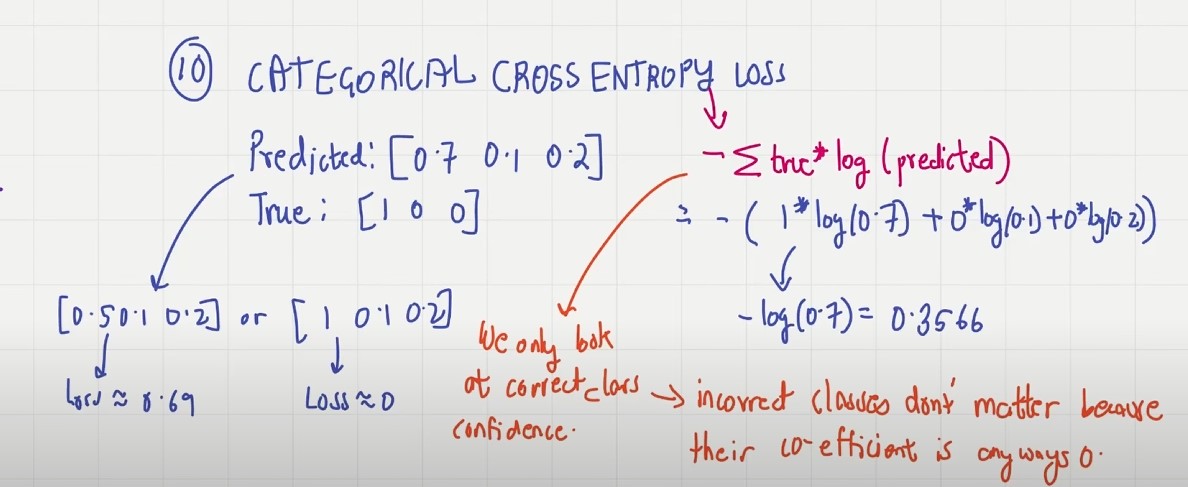 10 CATEGORICAL CROSS ENTROPY LOSS
Predicted: [0.7 0.1 0.2]
True: [1 0 0]
- Σ true * log (predicted)
= - ( 1 * log(0.7) + 0 * log(0.1) + 0 * log(0.2))
- log(0.7) = 0.3566
[0.5 0.1 0.2] or [1 0.1 0.2]
Loss ≈ 0.69
Loss ≈ 0
We only look
at correct class
confidence.
→ incorrect classes don't matter because
their co-efficient is anyways 0.